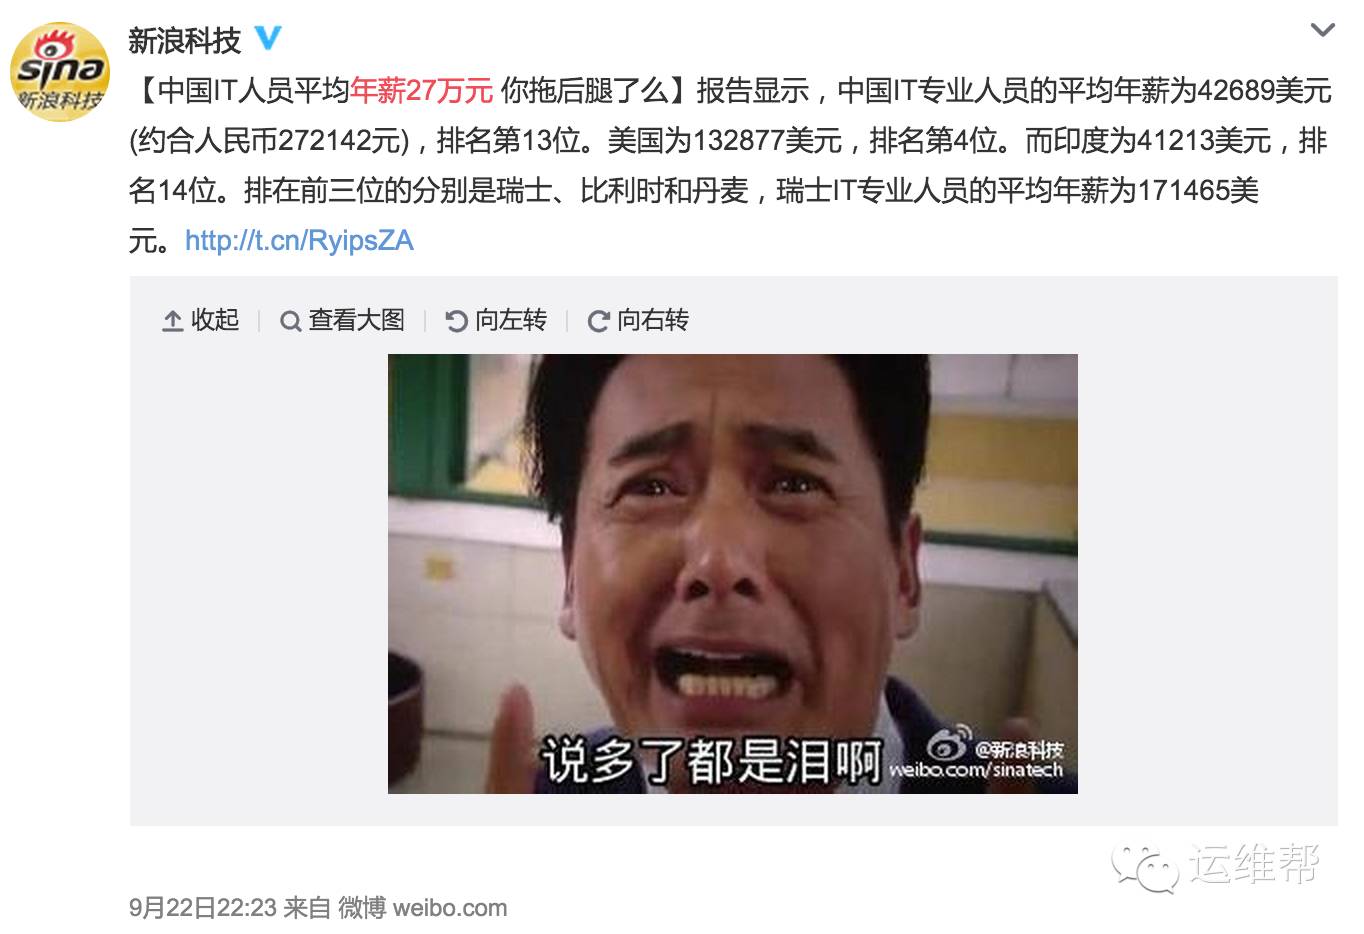 sina
新浪科技
新浪科技 V
【中国IT人员平均年薪27万元 你拖后腿了么】报告显示，中国IT专业人员的平均年薪为42689美元
(约合人民币272142元)，排名第13位。美国为132877美元，排名第4位。而印度为41213美元，排
名14位。排在前三位的分别是瑞士、比利时和丹麦，瑞士IT专业人员的平均年薪为171465美
元。http://t.cn/RyipsZA
收起 查看大图 向左转 向右转
说多了都是泪啊
@新浪科技
weibo.com/sinatech
运维帮
9月22日22:23 来自 微博 weibo.com